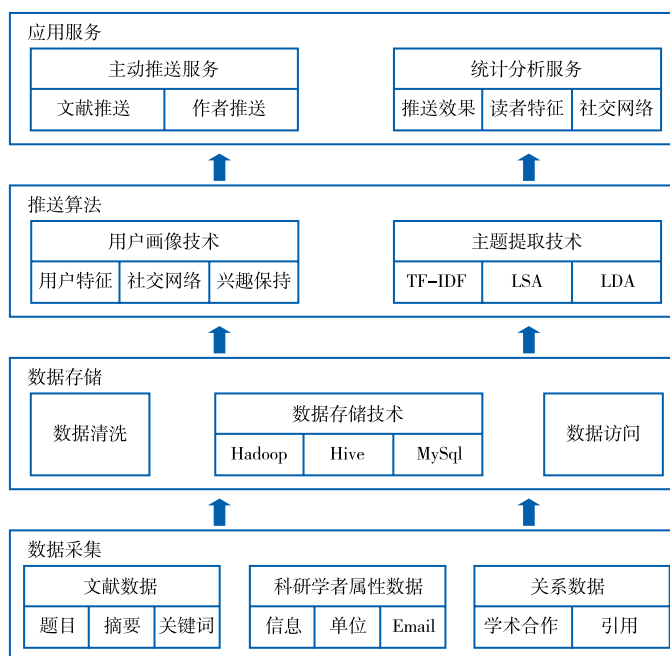 应用服务
主动推送服务 统计分析服务
文献推送 作者推送 推送效果 读者特征 社交网络
推送算法
用户画像技术 主题提取技术
用户特征 社交网络 兴趣保持 TF-IDF LSA LDA
数据存储
数据清洗 数据存储技术 数据访问
Hadoop Hive MySql
数据采集
文献数据 科研学者属性数据 关系数据
题目 摘要 关键词 信息 单位 Email 学术合作 引用